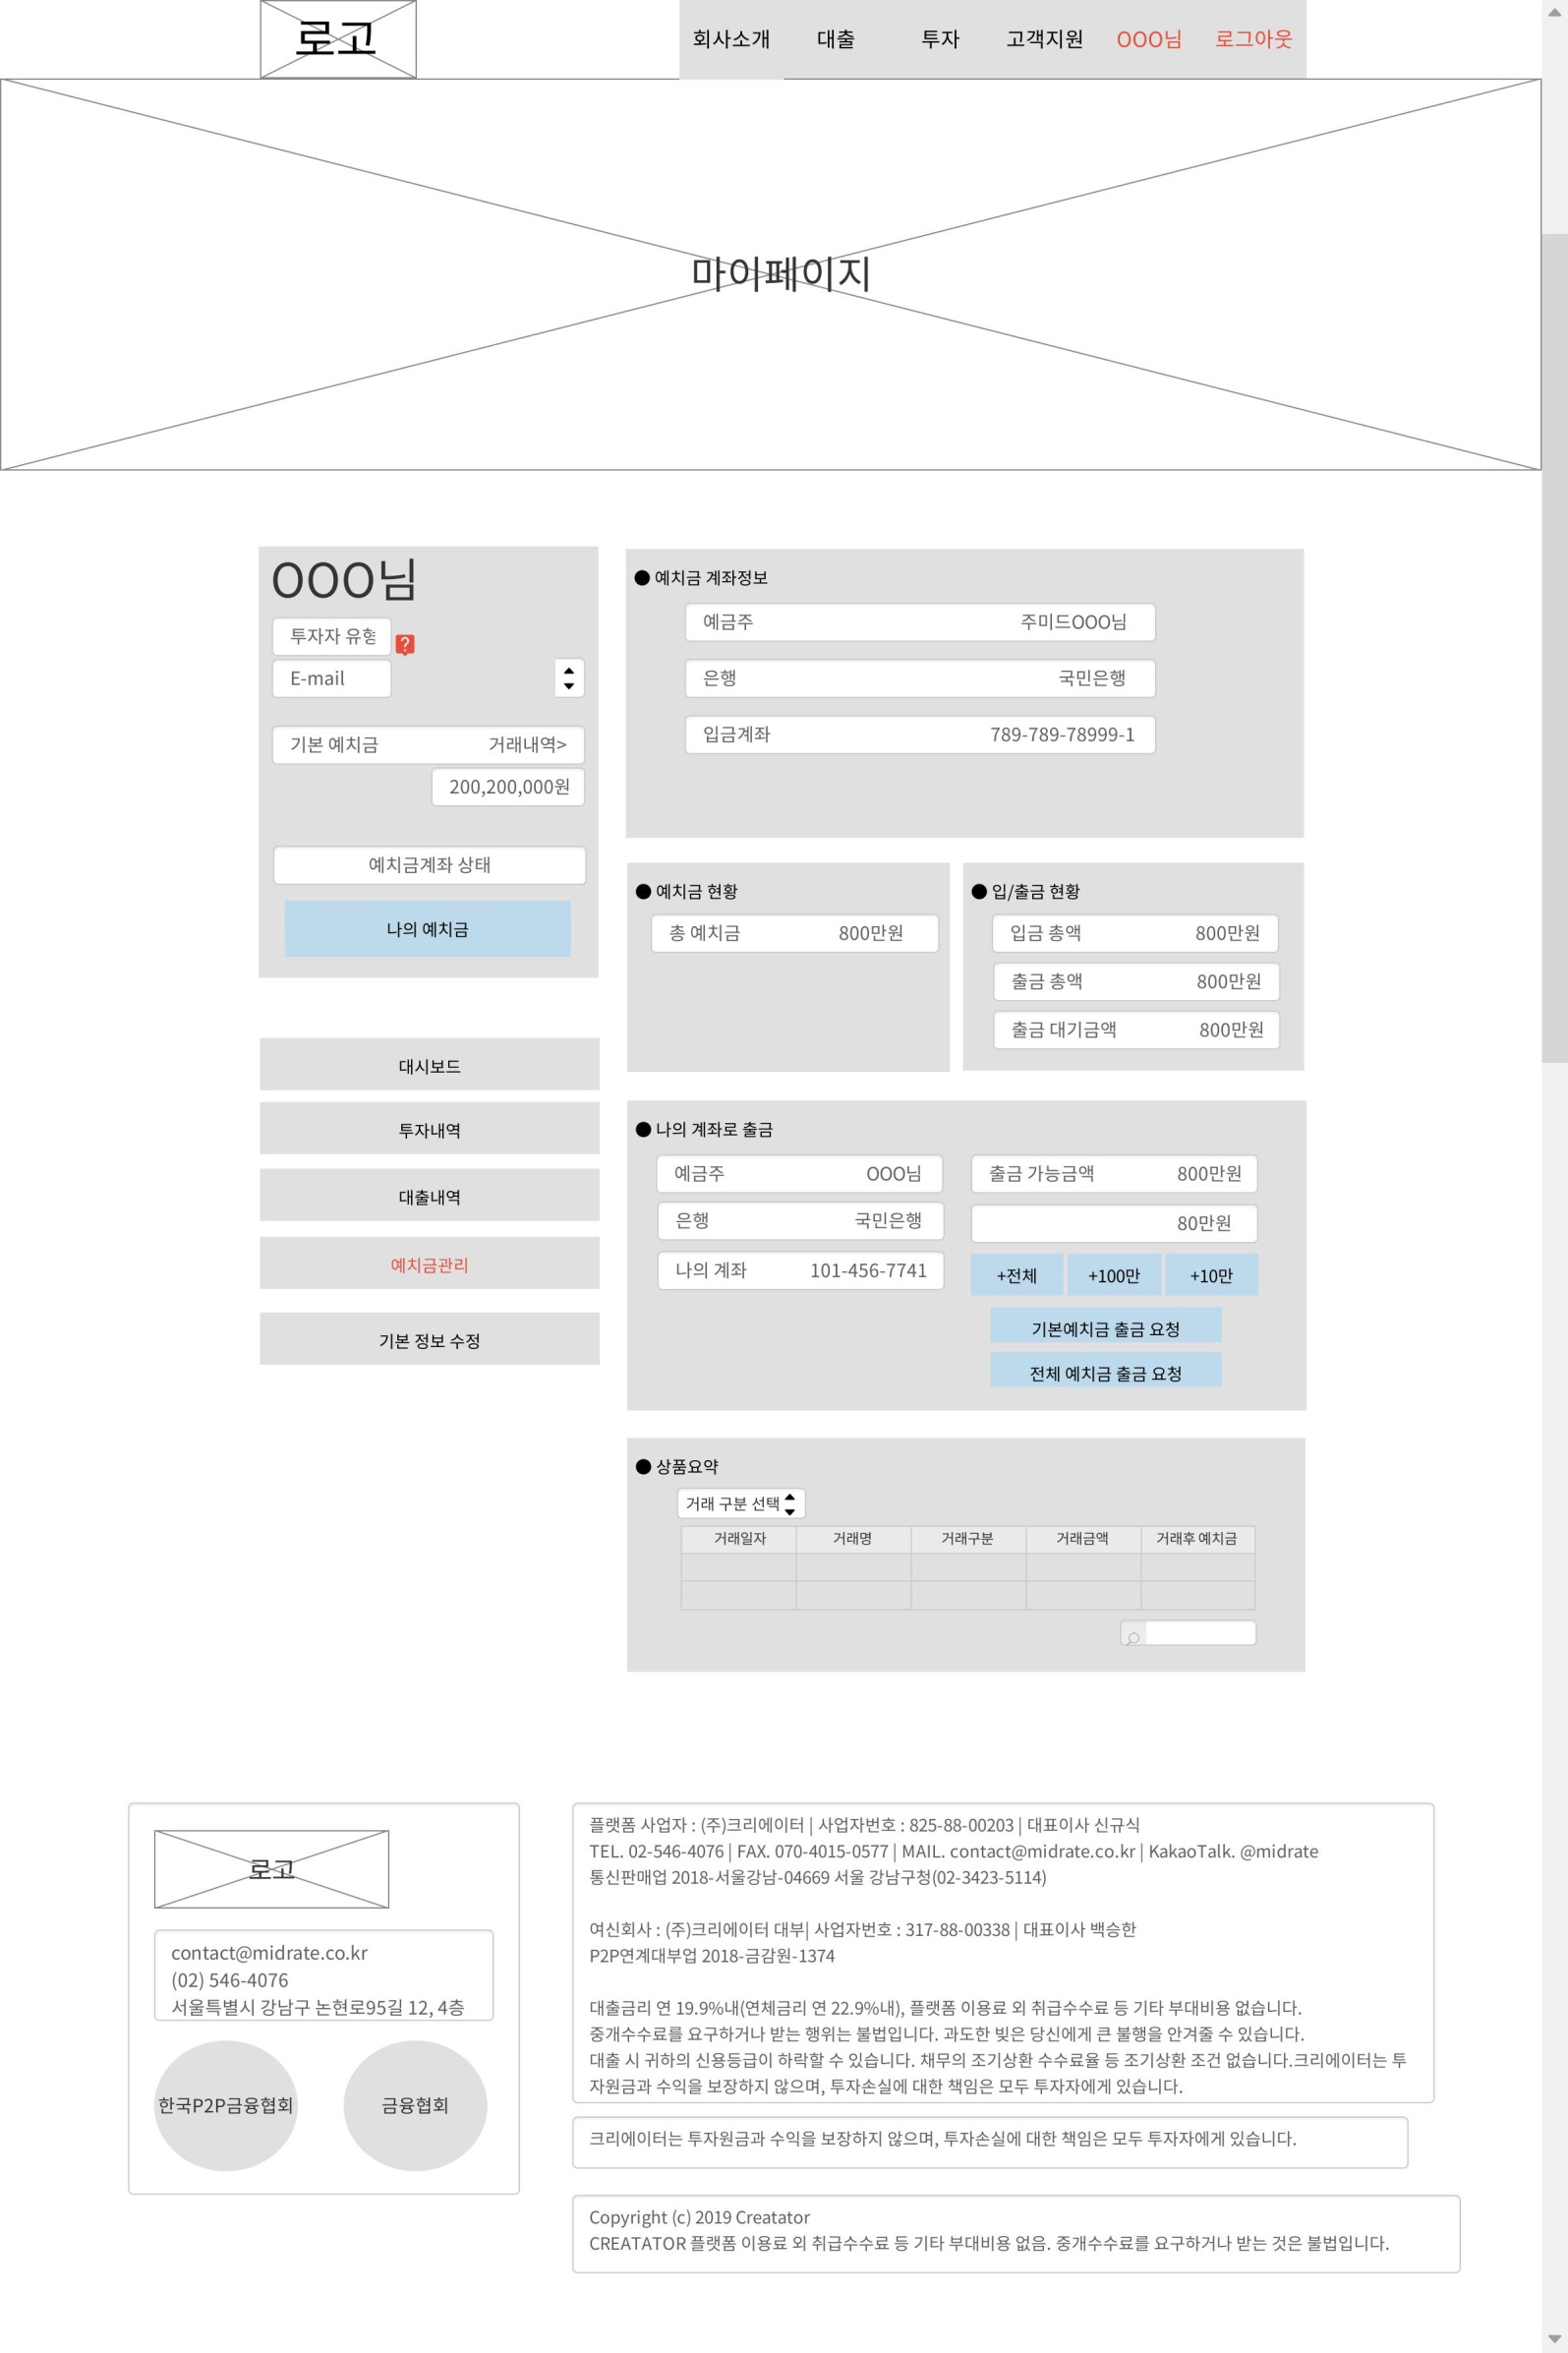 로고
회사소개 대출 투자 고객지원 OOO님 로그아웃
마이페이지
OOO님
투자자 유형
?
E-mail
기본 예치금 거래내역>
200,200,000원
예치금계좌 상태
나의 예치금
대시보드
투자내역
대출내역
예치금관리
기본 정보 수정
● 예치금 계좌정보
예금주 주미드OOO님
은행 국민은행
입금계좌 789-789-78999-1
● 예치금 현황
총 예치금 800만원
● 입/출금 현황
입금 총액 800만원
출금 총액 800만원
출금 대기금액 800만원
● 나의 계좌로 출금
예금주 OOO님
은행 국민은행
나의 계좌 101-456-7741
출금 가능금액 800만원
80만원
+전체 +100만 +10만
기본예치금 출금 요청
전체 예치금 출금 요청
● 상품요약
거래 구분 선택
거래일자 거래명 거래구분 거래금액 거래후 예치금
로고
contact@midrate.co.kr
(02) 546-4076
서울특별시 강남구 논현로95길 12, 4층
한국P2P금융협회 금융협회
플랫폼 사업자 : (주)크리에이터 | 사업자번호 : 825-88-00203 | 대표이사 신규식
TEL. 02-546-4076 | FAX. 070-4015-0577 | MAIL. contact@midrate.co.kr | KakaoTalk. @midrate
통신판매업 2018-서울강남-04669 서울 강남구청(02-3423-5114)
여신회사 : (주)크리에이터 대부| 사업자번호 : 317-88-00338 | 대표이사 백승한
P2P연계대부업 2018-금감원-1374
대출금리 연 19.9%내(연체금리 연 22.9%내), 플랫폼 이용료 외 취급수수료 등 기타 부대비용 없습니다.
중개수수료를 요구하거나 받는 행위는 불법입니다. 과도한 빚은 당신에게 큰 불행을 안겨줄 수 있습니다.
대출 시 귀하의 신용등급이 하락할 수 있습니다. 채무의 조기상환 수수료율 등 조기상환 조건 없습니다.크리에이터는 투
자원금과 수익을 보장하지 않으며, 투자손실에 대한 책임은 모두 투자자에게 있습니다.
크리에이터는 투자원금과 수익을 보장하지 않으며, 투자손실에 대한 책임은 모두 투자자에게 있습니다.
Copyright (c) 2019 Creatator
CREATATOR 플랫폼 이용료 외 취급수수료 등 기타 부대비용 없음. 중개수수료를 요구하거나 받는 것은 불법입니다.